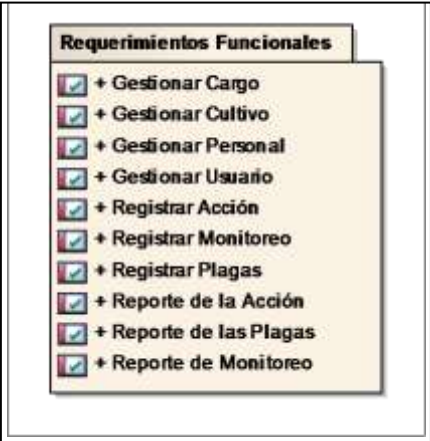 Requerimientos Funcionales
+ Gestionar Cargo
+ Gestionar Cultivo
+ Gestionar Personal
+ Gestionar Usuario
+ Registrar Acción
+ Registrar Monitoreo
+ Registrar Plagas
+ Reporte de la Acción
+ Reporte de las Plagas
+ Reporte de Monitoreo